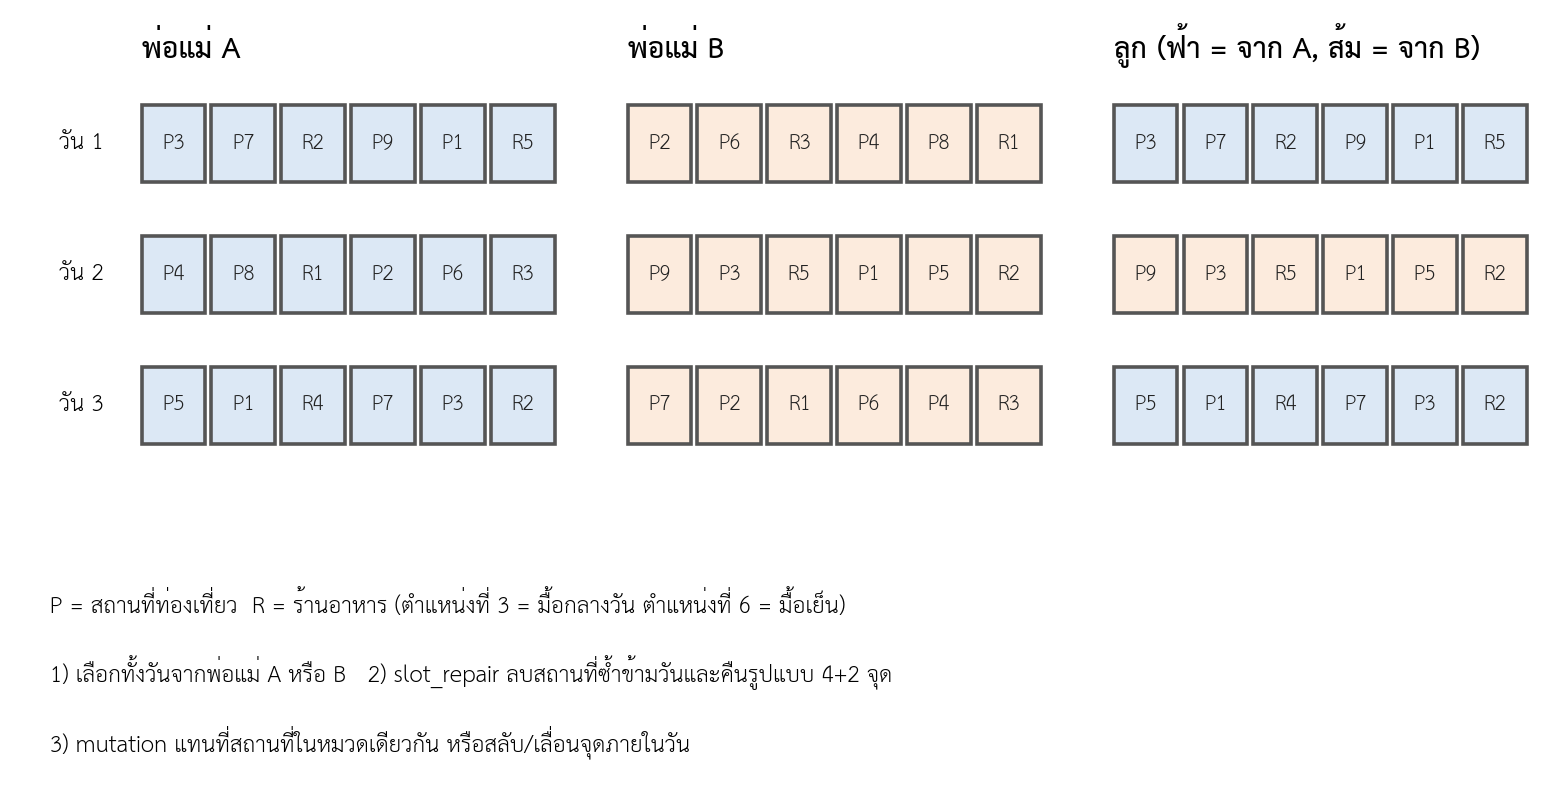 พ่อแม่ A พ่อแม่ B ลูก (ฟ้า = จาก A, ส้ม = จาก B)
วัน 1 P3 P7 R2 P9 P1 R5 P2 P6 R3 P4 P8 R1 P3 P7 R2 P9 P1 R5
วัน 2 P4 P8 R1 P2 P6 R3 P9 P3 R5 P1 P5 R2 P9 P3 R5 P1 P5 R2
วัน 3 P5 P1 R4 P7 P3 R2 P7 P2 R1 P6 P4 R3 P5 P1 R4 P7 P3 R2
P = สถานที่ท่องเที่ยว R = ร้านอาหาร (ตำแหน่งที่ 3 = มื้อกลางวัน ตำแหน่งที่ 6 = มื้อเย็น)
1) เลือกทั้งวันจากพ่อแม่ A หรือ B 2) slot_repair ลบสถานที่ซ้ำข้ามวันและคืนรูปแบบ 4+2 จุด
3) mutation แทนที่สถานที่ในหมวดเดียวกัน หรือสลับ/เลื่อนจุดภายในวัน